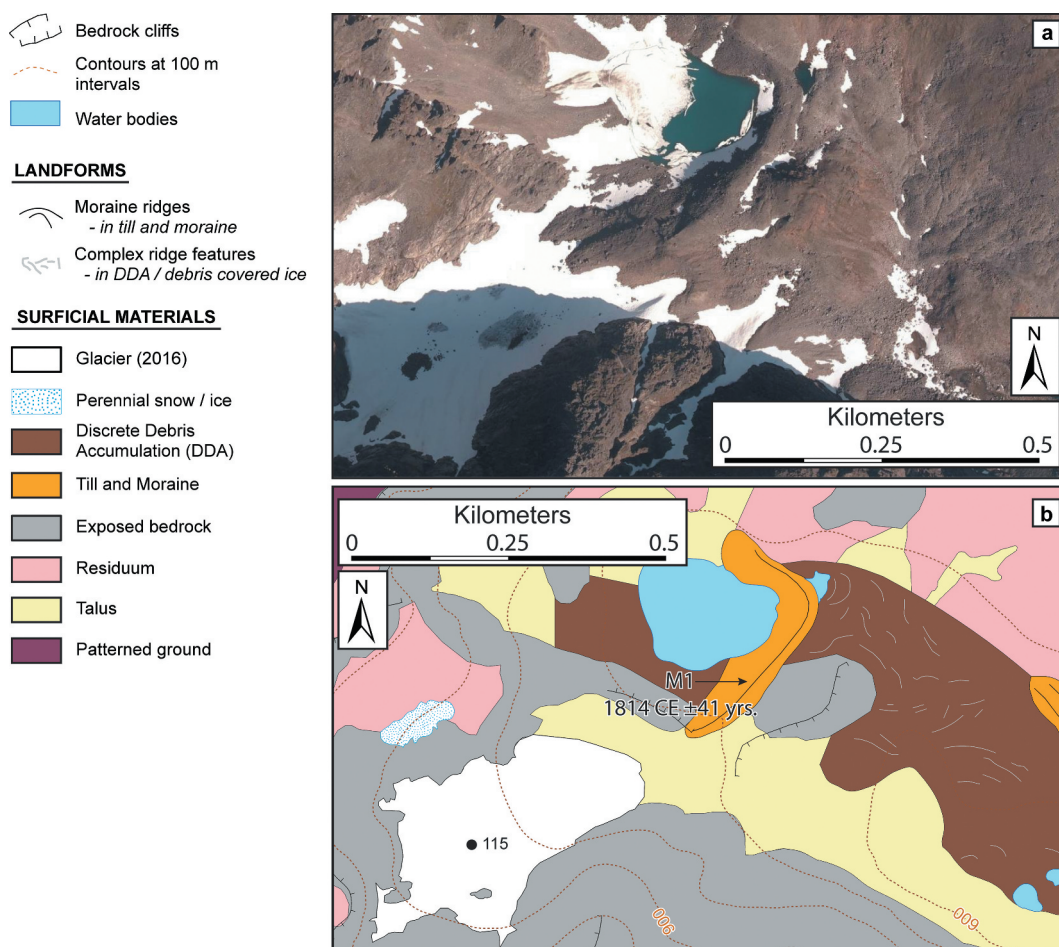 Bedrock cliffs
Contours at 100 m
intervals
Water bodies
LANDFORMS
Moraine ridges
- in till and moraine
Complex ridge features
- in DDA / debris covered ice
SURFICIAL MATERIALS
Glacier (2016)
Perennial snow / ice
Discrete Debris
Accumulation (DDA)
Till and Moraine
Exposed bedrock
Residuum
Talus
Patterned ground
a
N
Kilometers
0 0.25 0.5
b
Kilometers
0 0.25 0.5
N
M1
1814 CE ±41 yrs.
115
900
900